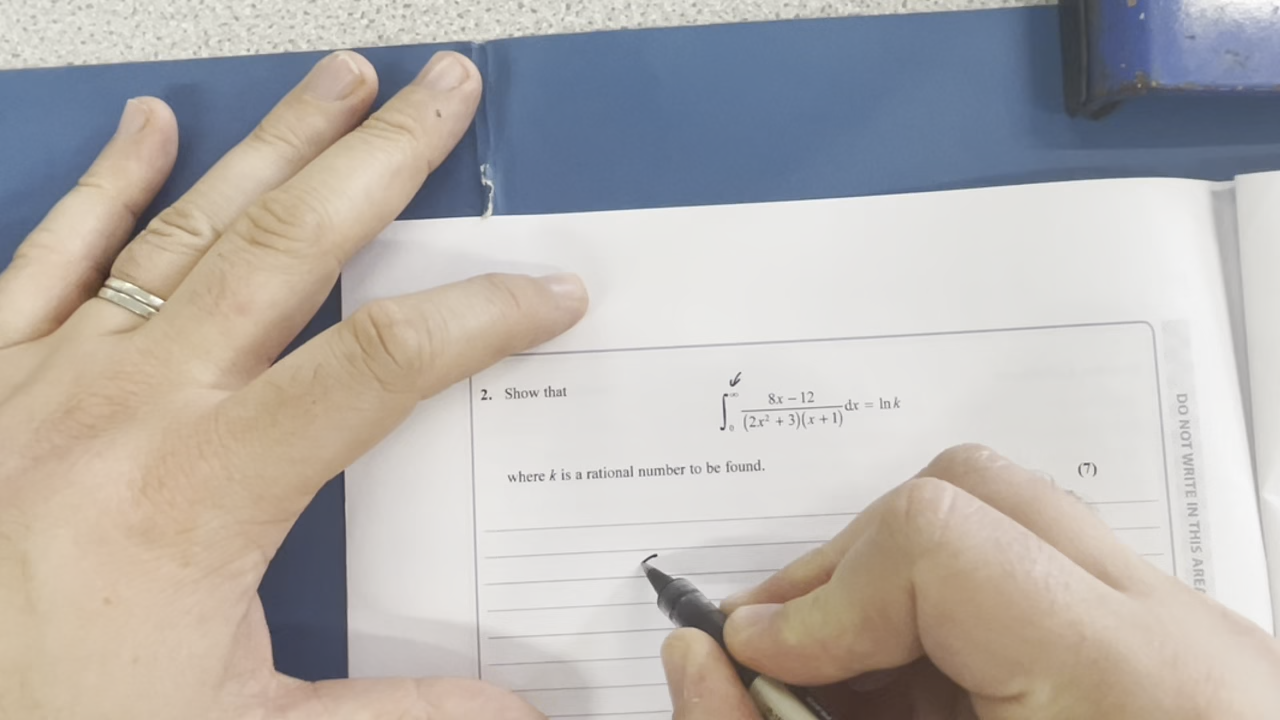 2. Show that
∫₀^∞ (8x − 12)/((2x² + 3)(x + 1)) dx = ln k
where k is a rational number to be found.
(7)
DO NOT WRITE IN THIS AREA